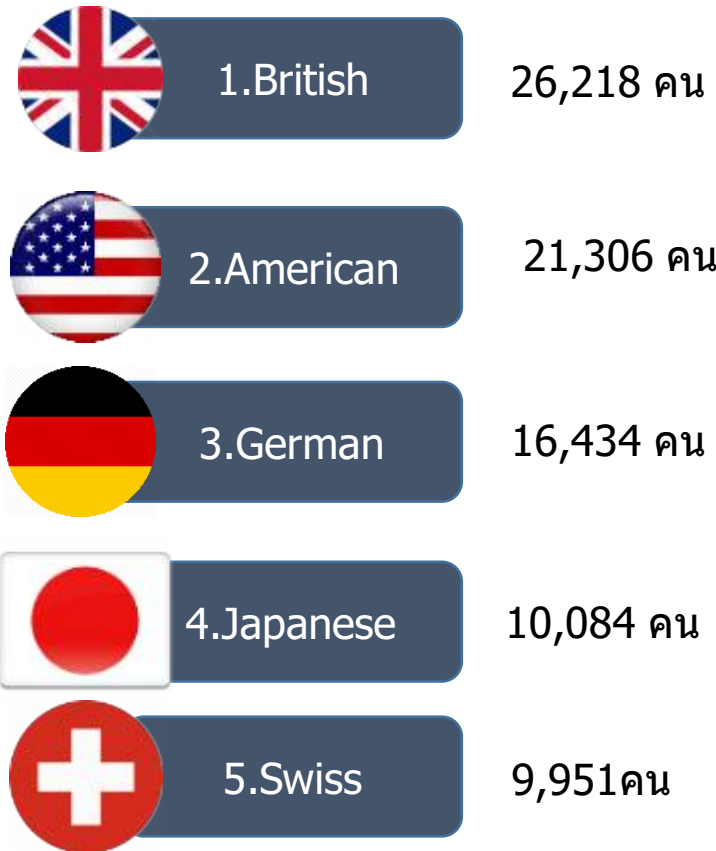 1.British 26,218 คน
2.American 21,306 คน
3.German 16,434 คน
4.Japanese 10,084 คน
5.Swiss 9,951คน